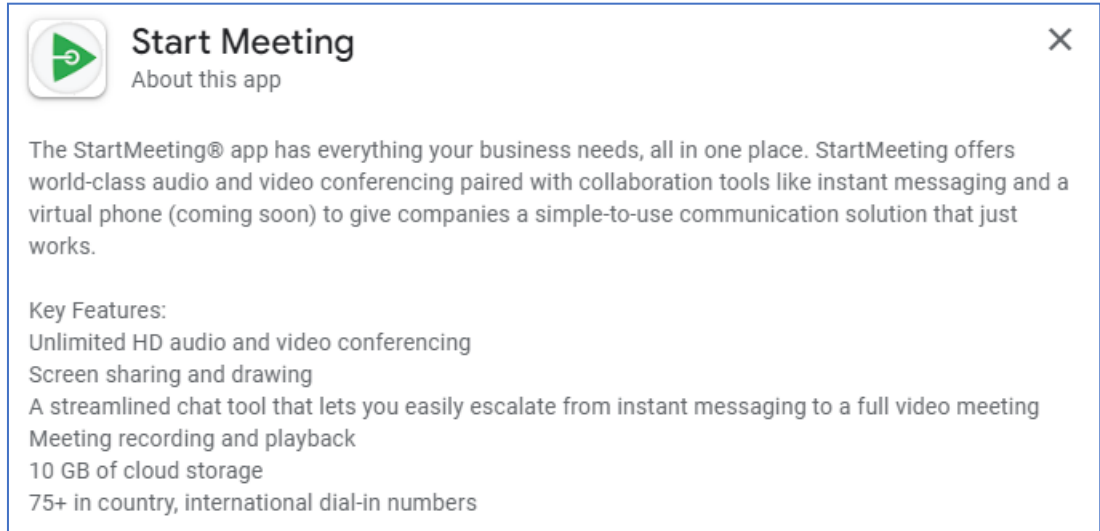 Start Meeting
About this app
The StartMeeting® app has everything your business needs, all in one place. StartMeeting offers
world-class audio and video conferencing paired with collaboration tools like instant messaging and a
virtual phone (coming soon) to give companies a simple-to-use communication solution that just
works.
Key Features:
Unlimited HD audio and video conferencing
Screen sharing and drawing
A streamlined chat tool that lets you easily escalate from instant messaging to a full video meeting
Meeting recording and playback
10 GB of cloud storage
75+ in country, international dial-in numbers